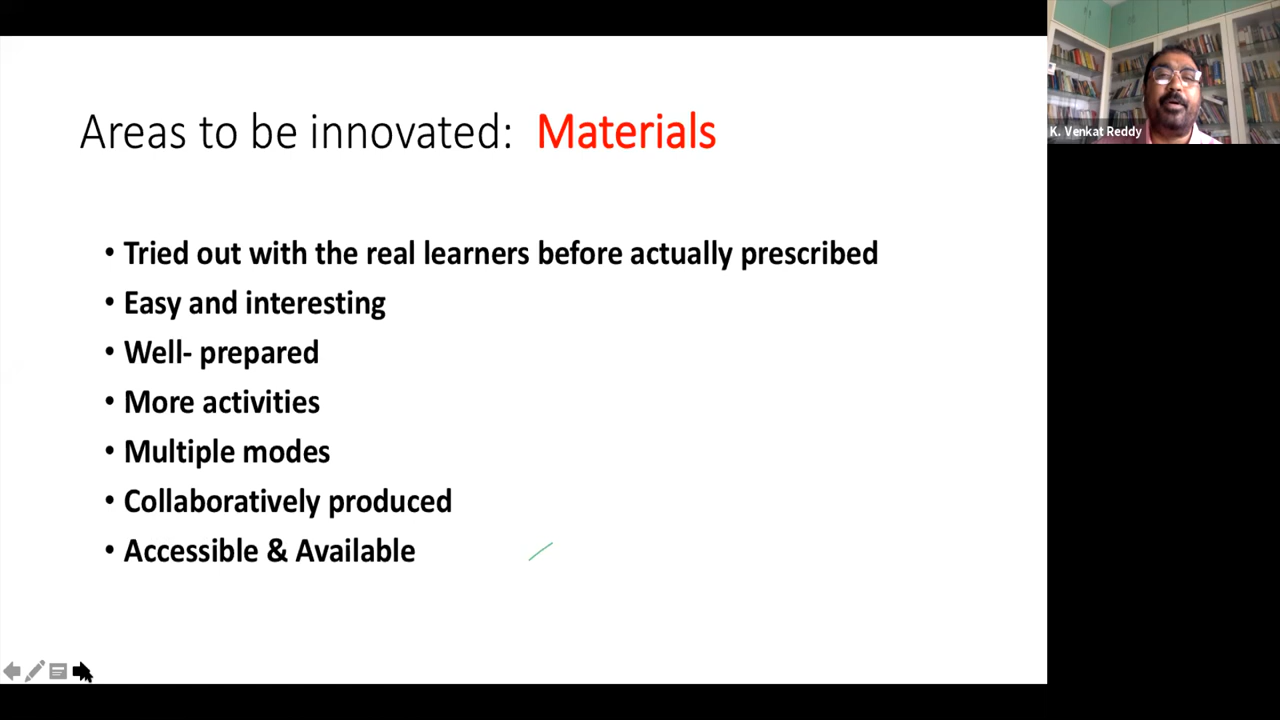 Areas to be innovated: Materials
K. Venkat Reddy
• Tried out with the real learners before actually prescribed
• Easy and interesting
• Well- prepared
• More activities
• Multiple modes
• Collaboratively produced
• Accessible & Available